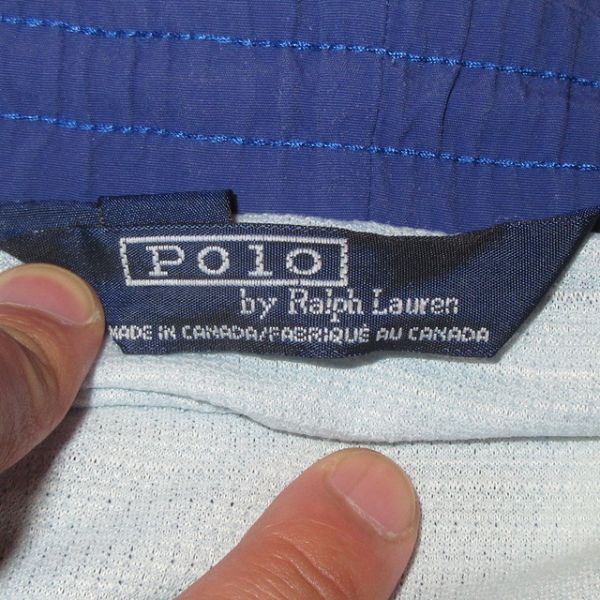 Polo
by Ralph Lauren
MADE IN CANADA/FABRIQUÉ AU CANADA